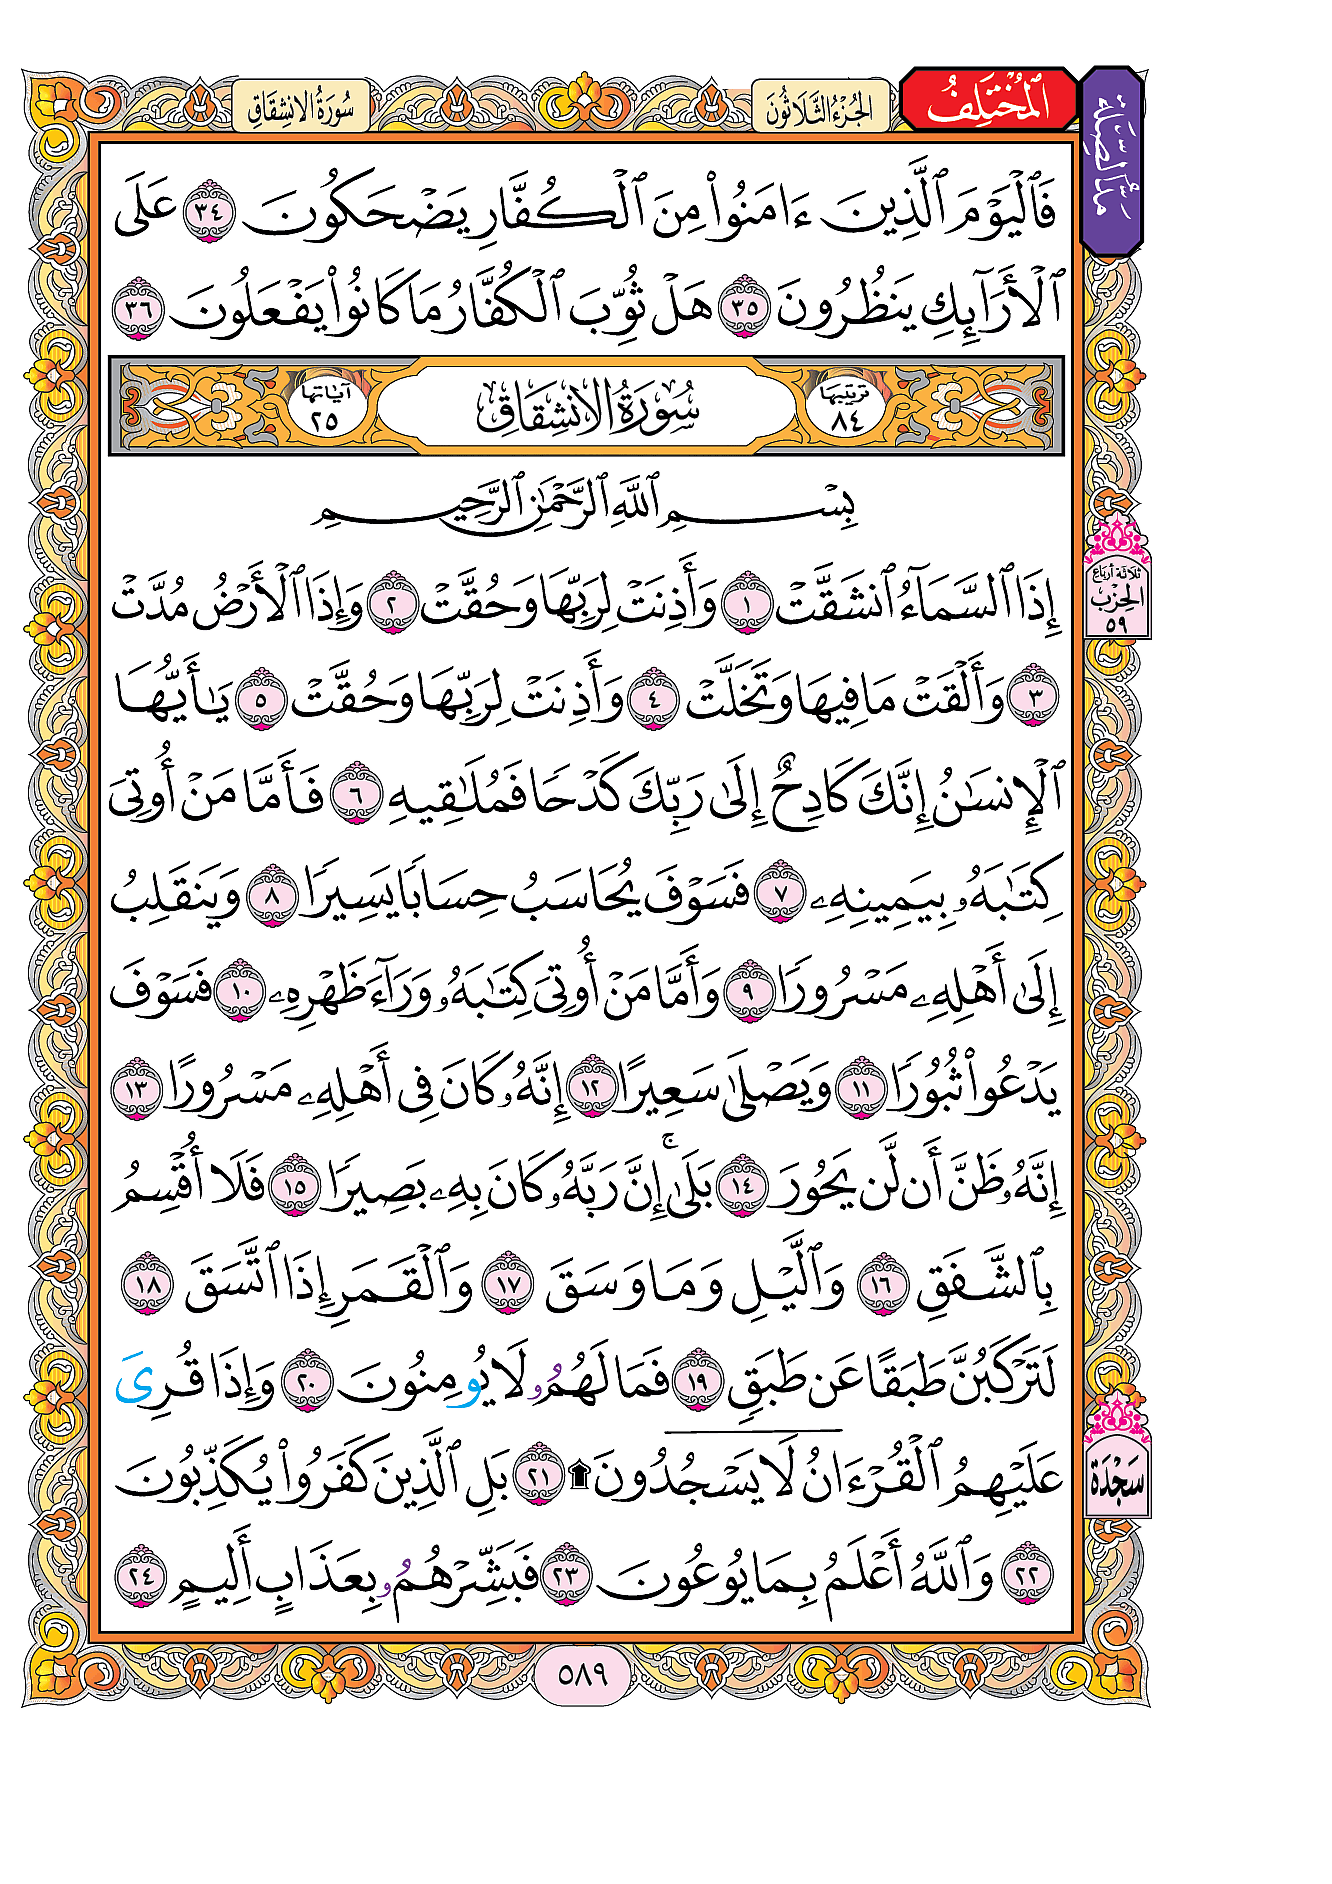 سُورَةُ الانشِقَاقِ
الجُزْءُ الثَّلَاثُونَ
ٱلْمُخْتَلِفُ
مَدُّ الصِّلَةِ
فَٱلْيَوْمَ ٱلَّذِينَ ءَامَنُوا۟ مِنَ ٱلْكُفَّارِ يَضْحَكُونَ ٣٤ عَلَى
ٱلْأَرَآئِكِ يَنظُرُونَ ٣٥ هَلْ ثُوِّبَ ٱلْكُفَّارُ مَا كَانُوا۟ يَفْعَلُونَ ٣٦
ترتيبها ٨٤
سُورَةُ الانشِقَاقِ
آياتها ٢٥
بِسْمِ ٱللَّهِ ٱلرَّحْمَٰنِ ٱلرَّحِيمِ
إِذَا ٱلسَّمَآءُ ٱنشَقَّتْ ١ وَأَذِنَتْ لِرَبِّهَا وَحُقَّتْ ٢ وَإِذَا ٱلْأَرْضُ مُدَّتْ
٣ وَأَلْقَتْ مَا فِيهَا وَتَخَلَّتْ ٤ وَأَذِنَتْ لِرَبِّهَا وَحُقَّتْ ٥ يَٰٓأَيُّهَا
ٱلْإِنسَٰنُ إِنَّكَ كَادِحٌ إِلَىٰ رَبِّكَ كَدْحًا فَمُلَٰقِيهِ ٦ فَأَمَّا مَنْ أُوتِىَ
كِتَٰبَهُۥ بِيَمِينِهِۦ ٧ فَسَوْفَ يُحَاسَبُ حِسَابًا يَسِيرًا ٨ وَيَنقَلِبُ
إِلَىٰٓ أَهْلِهِۦ مَسْرُورًا ٩ وَأَمَّا مَنْ أُوتِىَ كِتَٰبَهُۥ وَرَآءَ ظَهْرِهِۦ ١٠ فَسَوْفَ
يَدْعُوا۟ ثُبُورًا ١١ وَيَصْلَىٰ سَعِيرًا ١٢ إِنَّهُۥ كَانَ فِىٓ أَهْلِهِۦ مَسْرُورًا ١٣
إِنَّهُۥ ظَنَّ أَن لَّن يَحُورَ ١٤ بَلَىٰٓۚ إِنَّ رَبَّهُۥ كَانَ بِهِۦ بَصِيرًا ١٥ فَلَآ أُقْسِمُ
بِٱلشَّفَقِ ١٦ وَٱلَّيْلِ وَمَا وَسَقَ ١٧ وَٱلْقَمَرِ إِذَا ٱتَّسَقَ ١٨
لَتَرْكَبُنَّ طَبَقًا عَن طَبَقٍ ١٩ فَمَا لَهُمُۥ لَا يُومِنُونَ ٢٠ وَإِذَا قُرِىَ
عَلَيْهِمُ ٱلْقُرْءَانُ لَا يَسْجُدُونَ ۩ ٢١ بَلِ ٱلَّذِينَ كَفَرُوا۟ يُكَذِّبُونَ
٢٢ وَٱللَّهُ أَعْلَمُ بِمَا يُوعُونَ ٢٣ فَبَشِّرْهُمُۥ بِعَذَابٍ أَلِيمٍ ٢٤
ثلاثة أرباع
الحِزْب
٥٩
سَجْدَة
٥٨٩